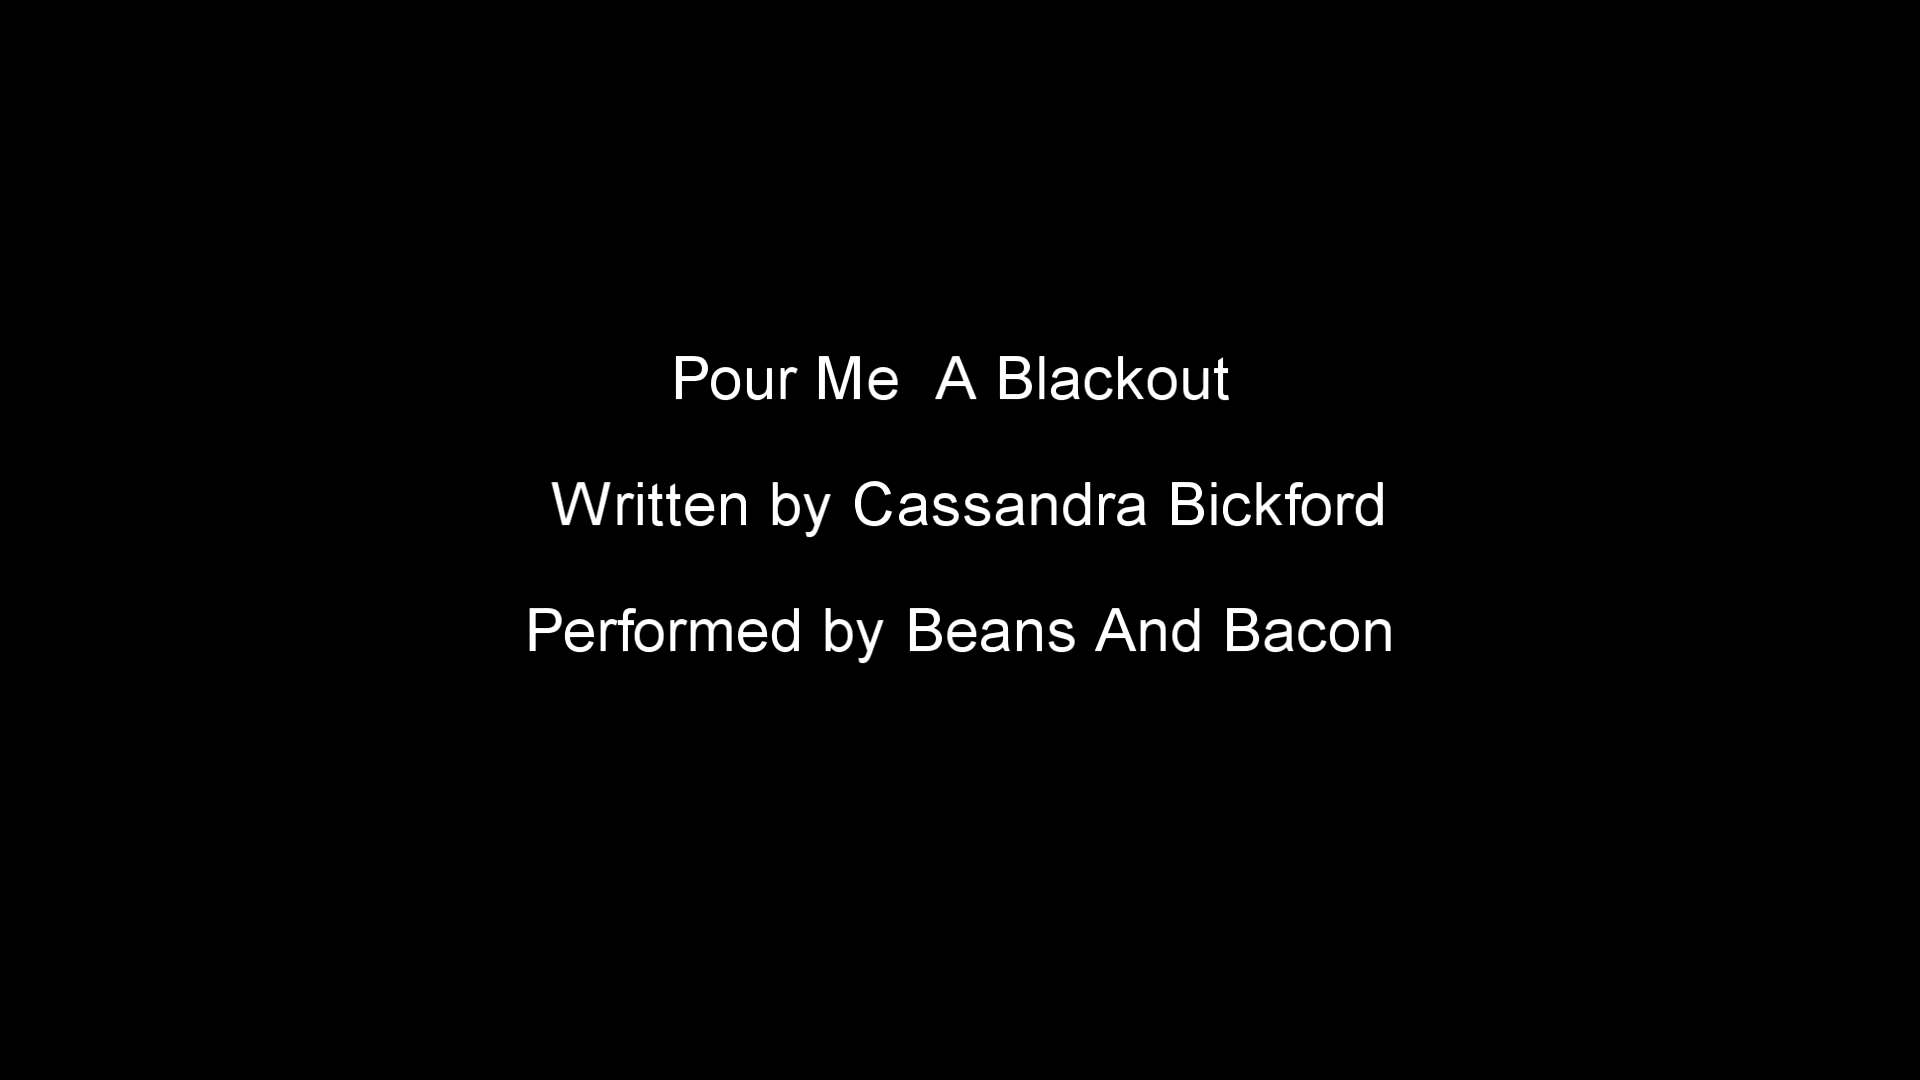 Pour Me  A Blackout
Written by Cassandra Bickford
Performed by Beans And Bacon